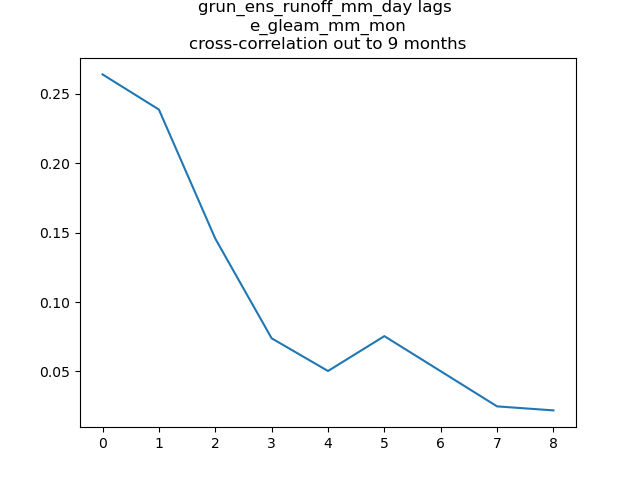 grun_ens_runoff_mm_day lags
e_gleam_mm_mon
cross-correlation out to 9 months
0.25
0.20
0.15
0.10
0.05
0 1 2 3 4 5 6 7 8